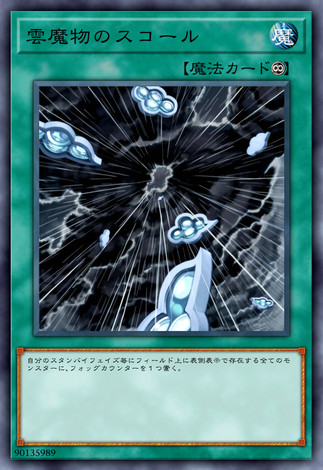 雲魔物のスコール
魔
【魔法カード♾】
自分のスタンバイフェイズ毎にフィールド上に表側表示で存在する全てのモ
ンスターに、フォッグカウンターを１つ置く。
90135989